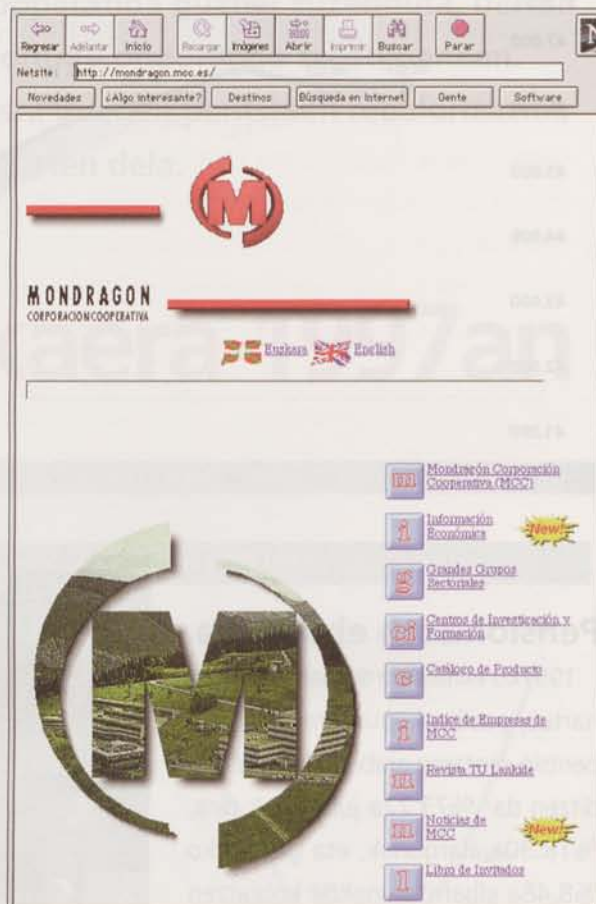 Regresar Adelante Inicio Recargar Imágenes Abrir Imprimir Buscar Parar
N
Netsite: http://mondragon.mcc.es/
Novedades ¿Algo interesante? Destinos Búsqueda en Internet Gente Software
M
MONDRAGON
CORPORACION COOPERATIVA
Euskara English
M
m Mondragón Corporación
Cooperativa (MCC)
i Información
Económica New!
g Grandes Grupos
Sectoriales
ci Centros de Investigación y
Formación
c Catálogo de Producto
i Indice de Empresas de
MCC
m Revista TU Lankide
n Noticias de
MCC New!
l Libro de Invitados